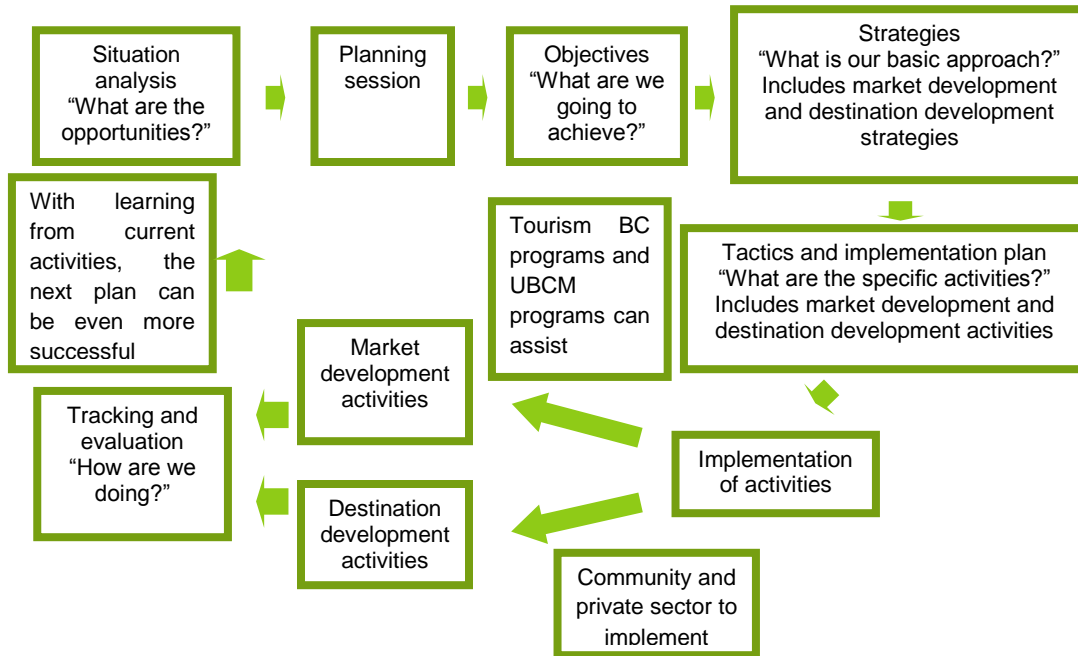 Situation
analysis
“What are the
opportunities?”
Planning
session
Objectives
“What are we
going to
achieve?”
Strategies
“What is our basic approach?”
Includes market development
and destination development
strategies
Tactics and implementation plan
“What are the specific activities?”
Includes market development and
destination development activities
Implementation
of activities
Tourism BC
programs and
UBCM
programs can
assist
Community and
private sector to
implement
Market
development
activities
Destination
development
activities
Tracking and
evaluation
“How are we
doing?”
With learning
from current
activities, the
next plan can
be even more
successful